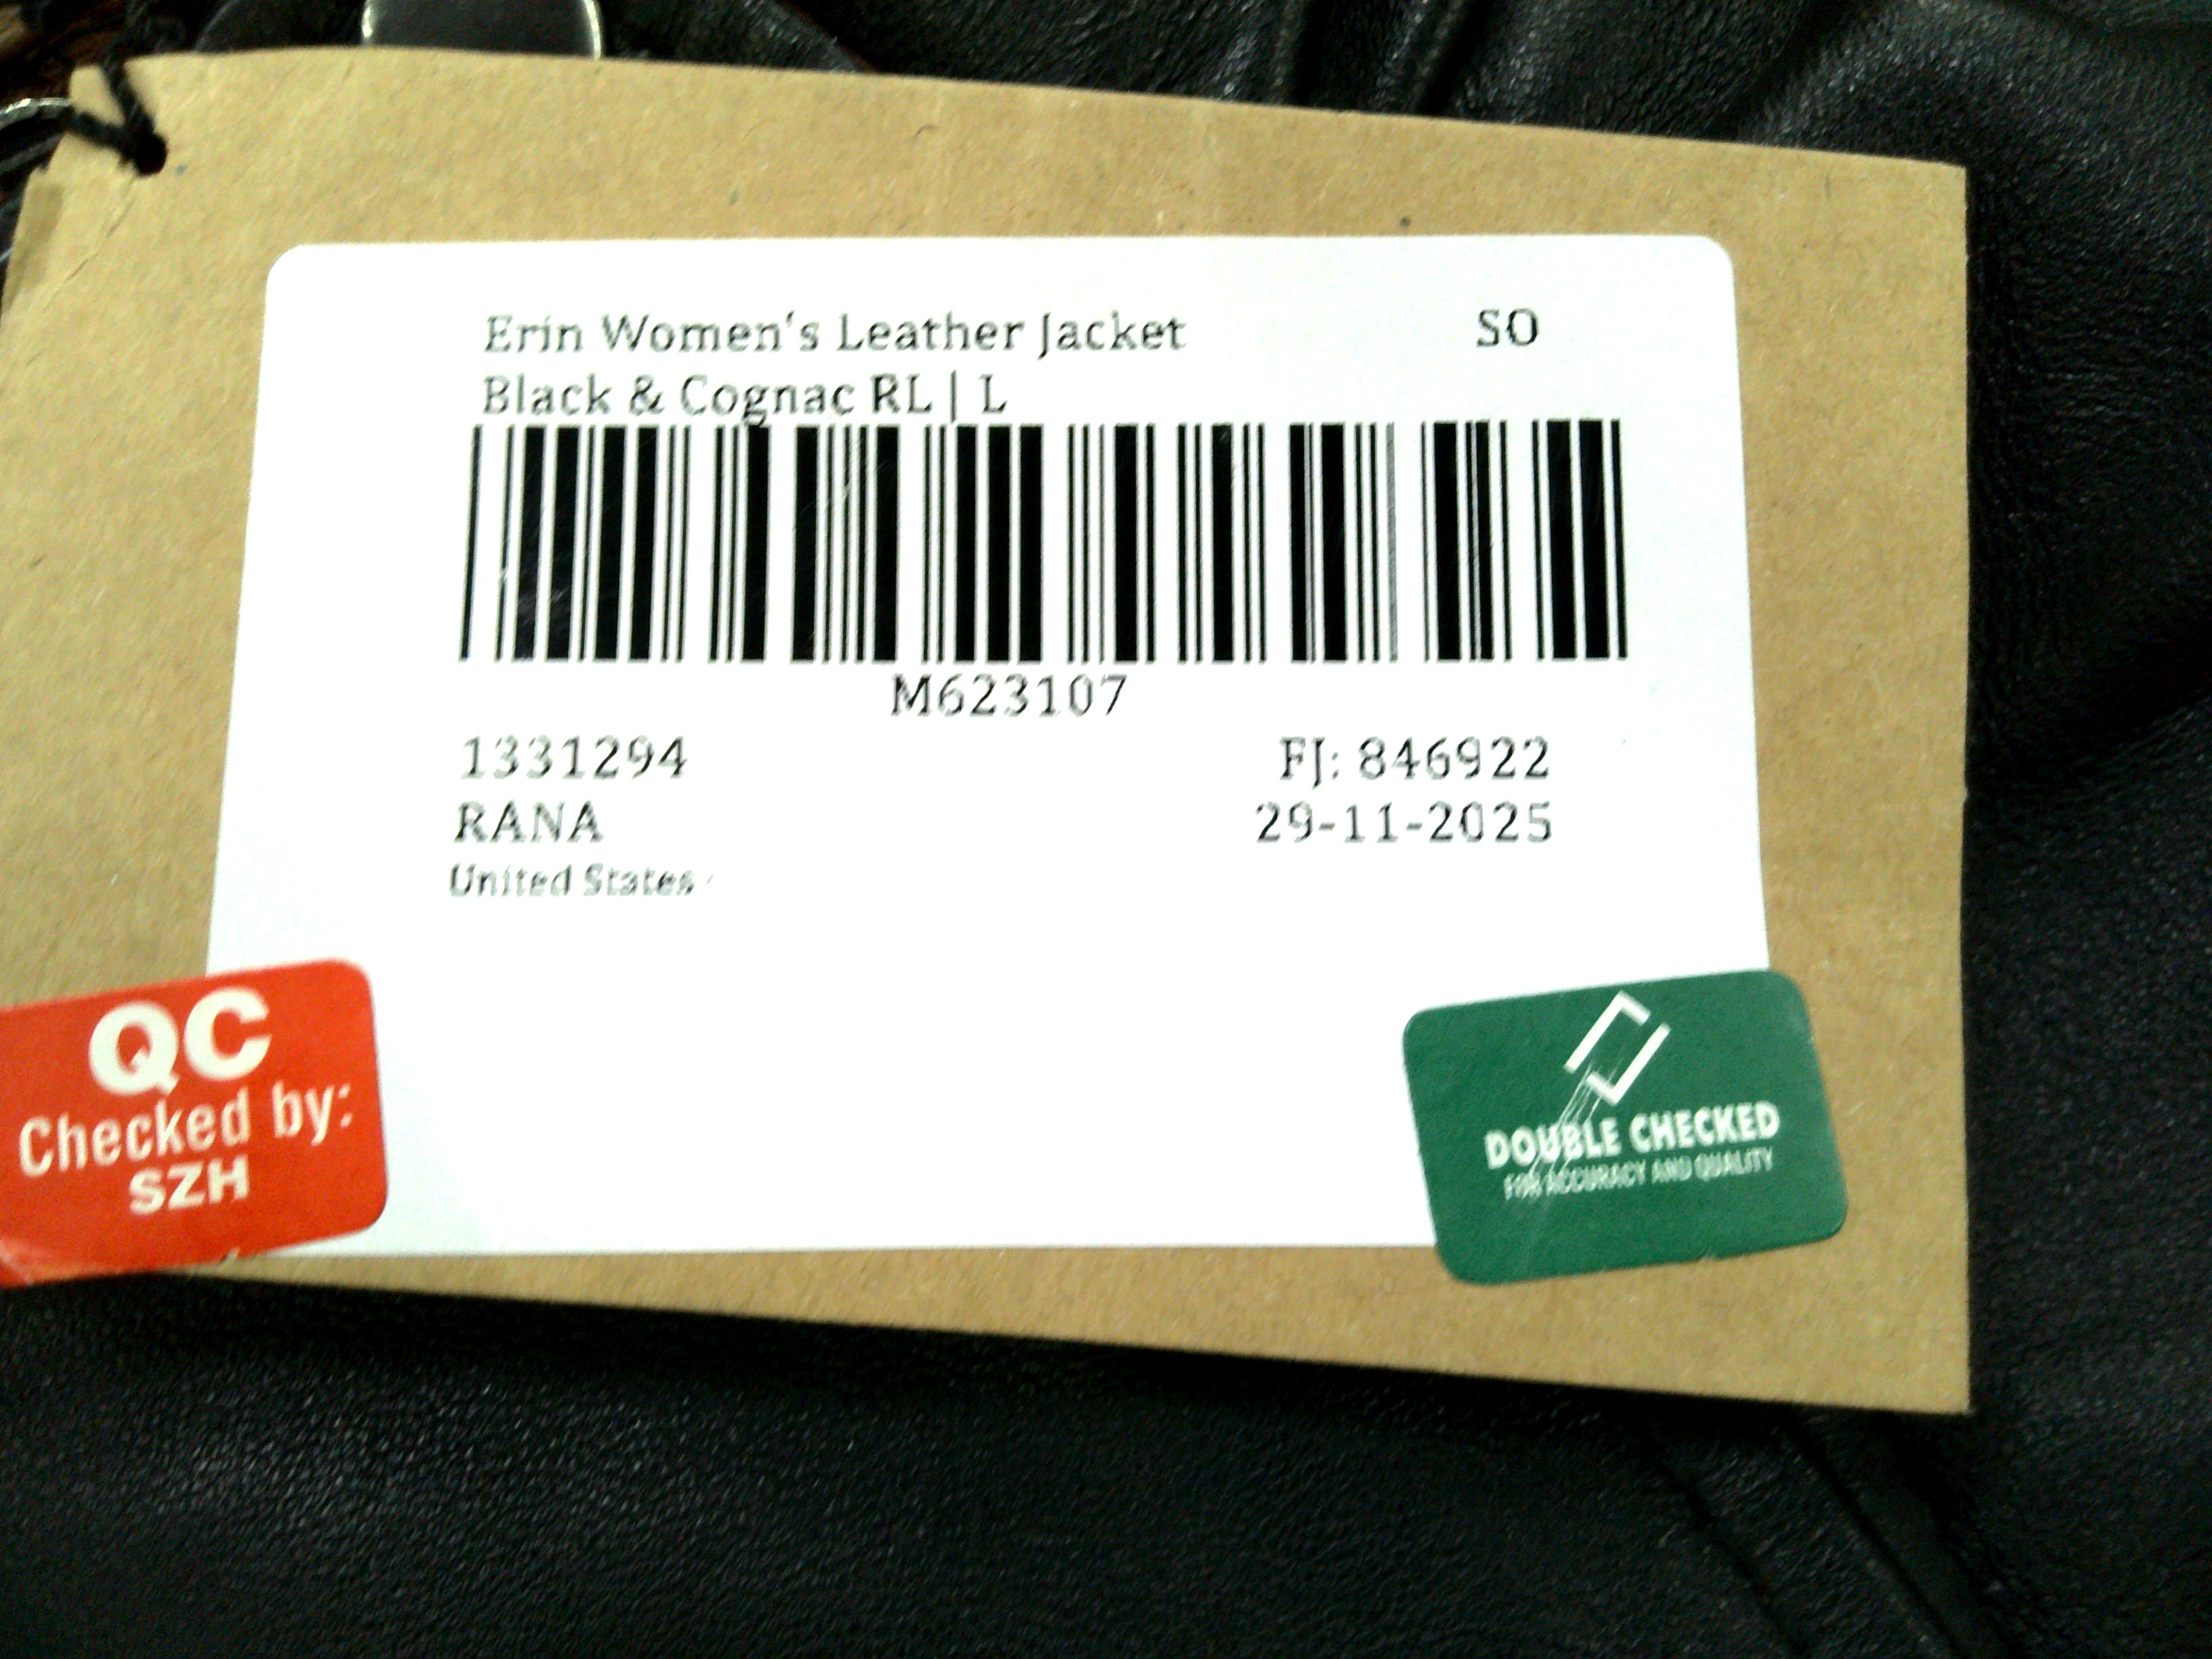 Erin Women's Leather Jacket SO
Black & Cognac RL | L
M623107
1331294 FJ: 846922
RANA 29-11-2025
United States
QC
Checked by:
SZH
DOUBLE CHECKED
FOR ACCURACY AND QUALITY